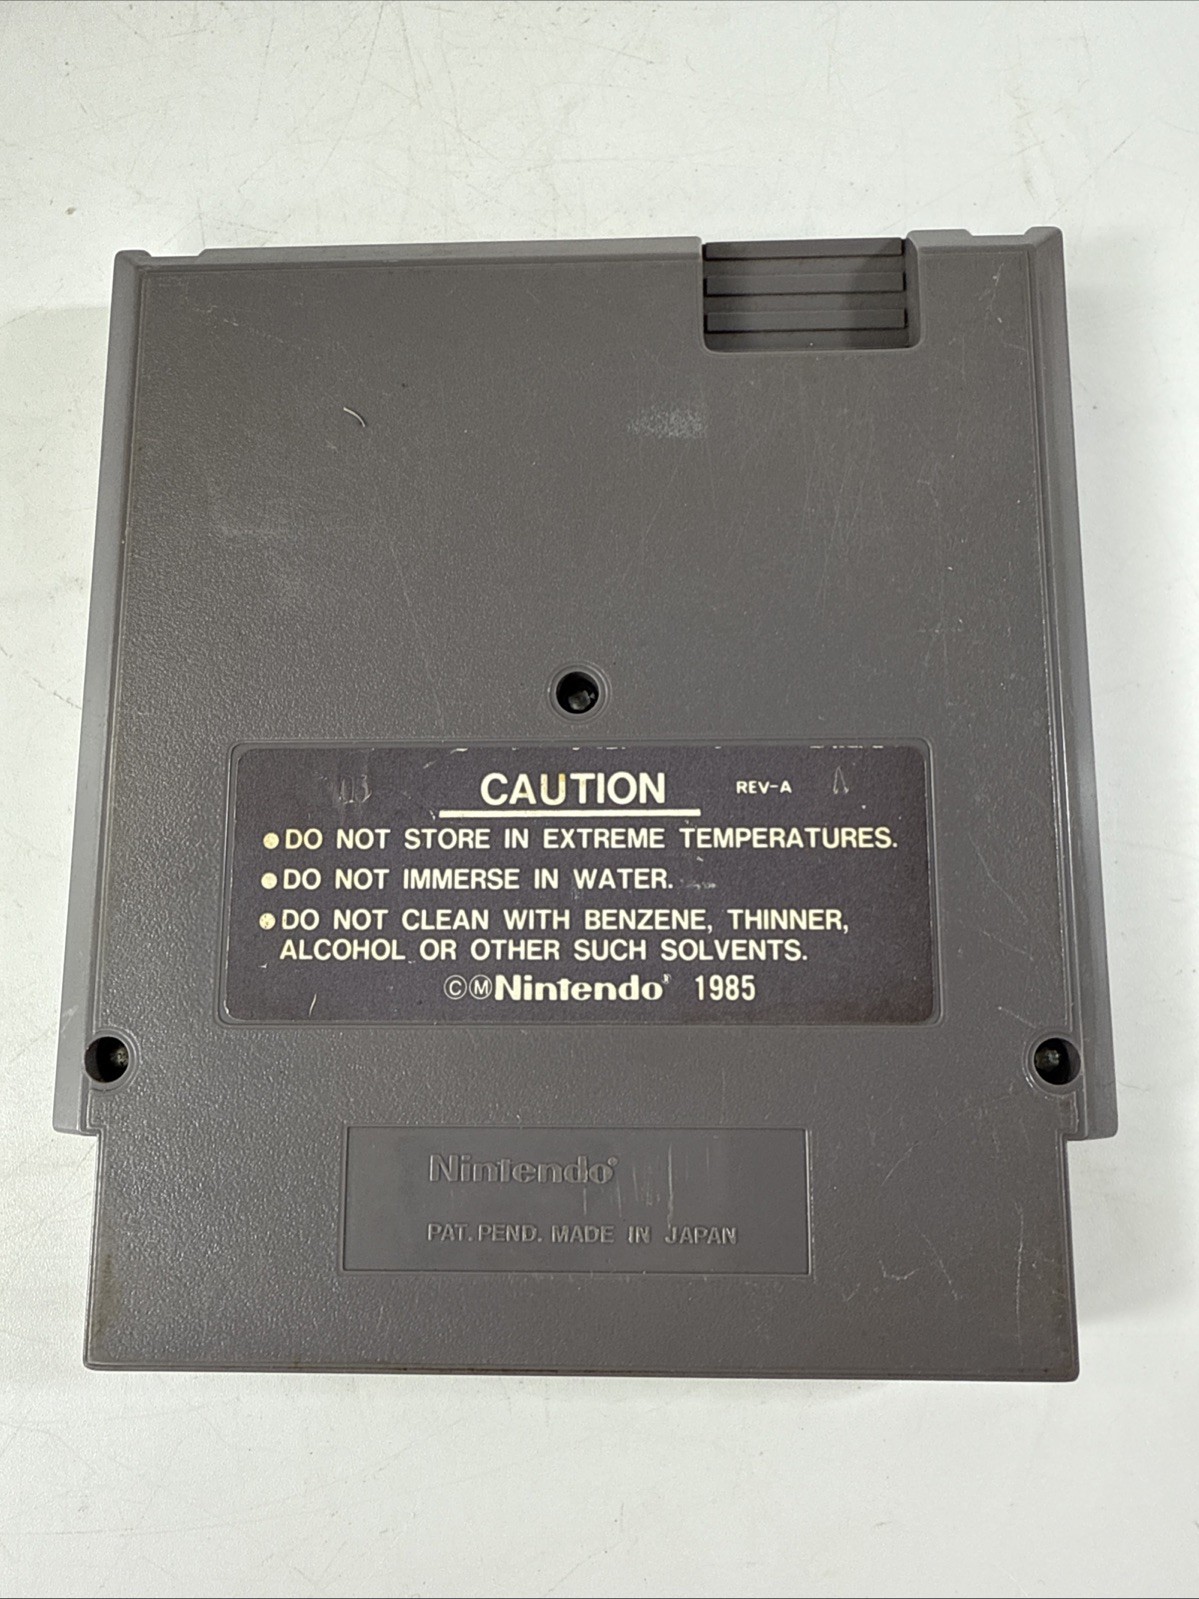 CAUTION REV-A
●DO NOT STORE IN EXTREME TEMPERATURES.
●DO NOT IMMERSE IN WATER.
●DO NOT CLEAN WITH BENZENE, THINNER,
ALCOHOL OR OTHER SUCH SOLVENTS.
ⒸⓂNintendo® 1985
Nintendo®
PAT. PEND. MADE IN JAPAN